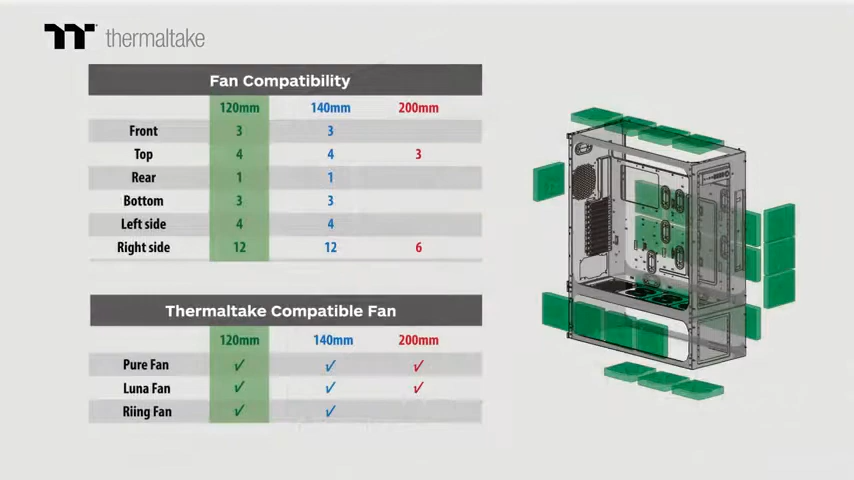 thermaltake
Fan Compatibility
120mm 140mm 200mm
Front 3 3
Top 4 4 3
Rear 1 1
Bottom 3 3
Left side 4 4
Right side 12 12 6
Thermaltake Compatible Fan
120mm 140mm 200mm
Pure Fan ✓ ✓ ✓
Luna Fan ✓ ✓ ✓
Riing Fan ✓ ✓